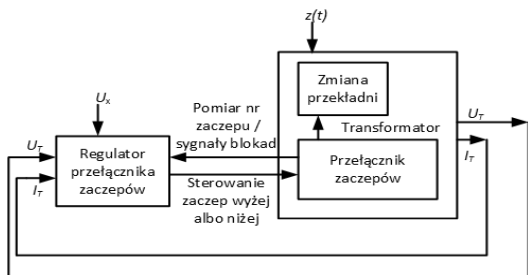 z(t)
Zmiana
przekładni
Uₓ
Pomiar nr
zaczepu /
sygnały blokad
Transformator
U_T
I_T
U_T
I_T
Regulator
przełącznika
zaczepów
Przełącznik
zaczepów
Sterowanie
zaczep wyżej
albo niżej